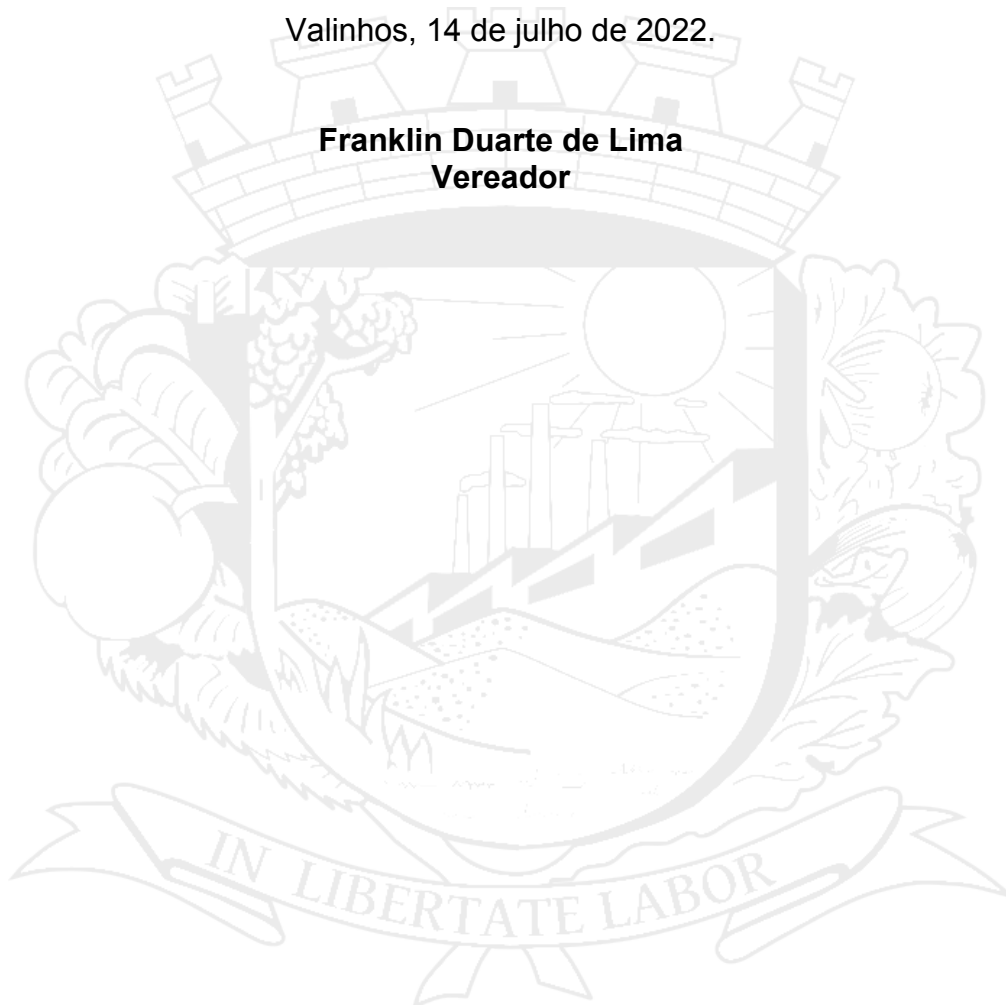 Valinhos, 14 de julho de 2022.
Franklin Duarte de Lima
Vereador
IN LIBERTATE LABOR